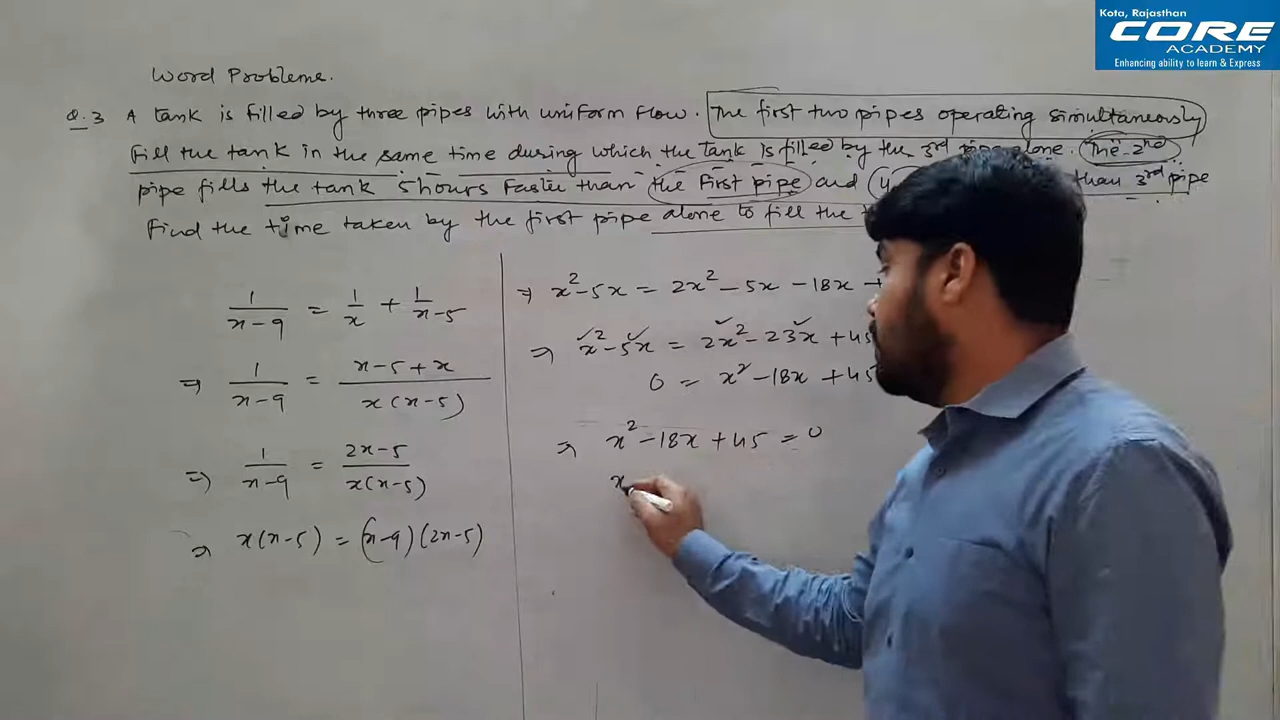 Kota, Rajasthan
CORE
ACADEMY
Enhancing ability to learn & Express
Word Probleme.
Q.3 A tank is filled by three pipes with uniform flow. The first two pipes operating simultaneously
fill the tank in the same time during which the tank is filled by the 3rd pipe alone. The 2nd
pipe fills the tank 5 hours faster than the first pipe and 4 than 3rd pipe
Find the time taken by the first pipe alone to fill the
1/(x-9) = 1/x + 1/(x-5)
⇒ 1/(x-9) = (x-5+x)/(x(x-5))
⇒ 1/(x-9) = (2x-5)/(x(x-5))
⇒ x(x-5) = (x-9)(2x-5)
⇒ x²-5x = 2x²-5x-18x+
⇒ x²-5x = 2x²-23x+45
0 = x²-18x+45
⇒ x²-18x+45=0
x